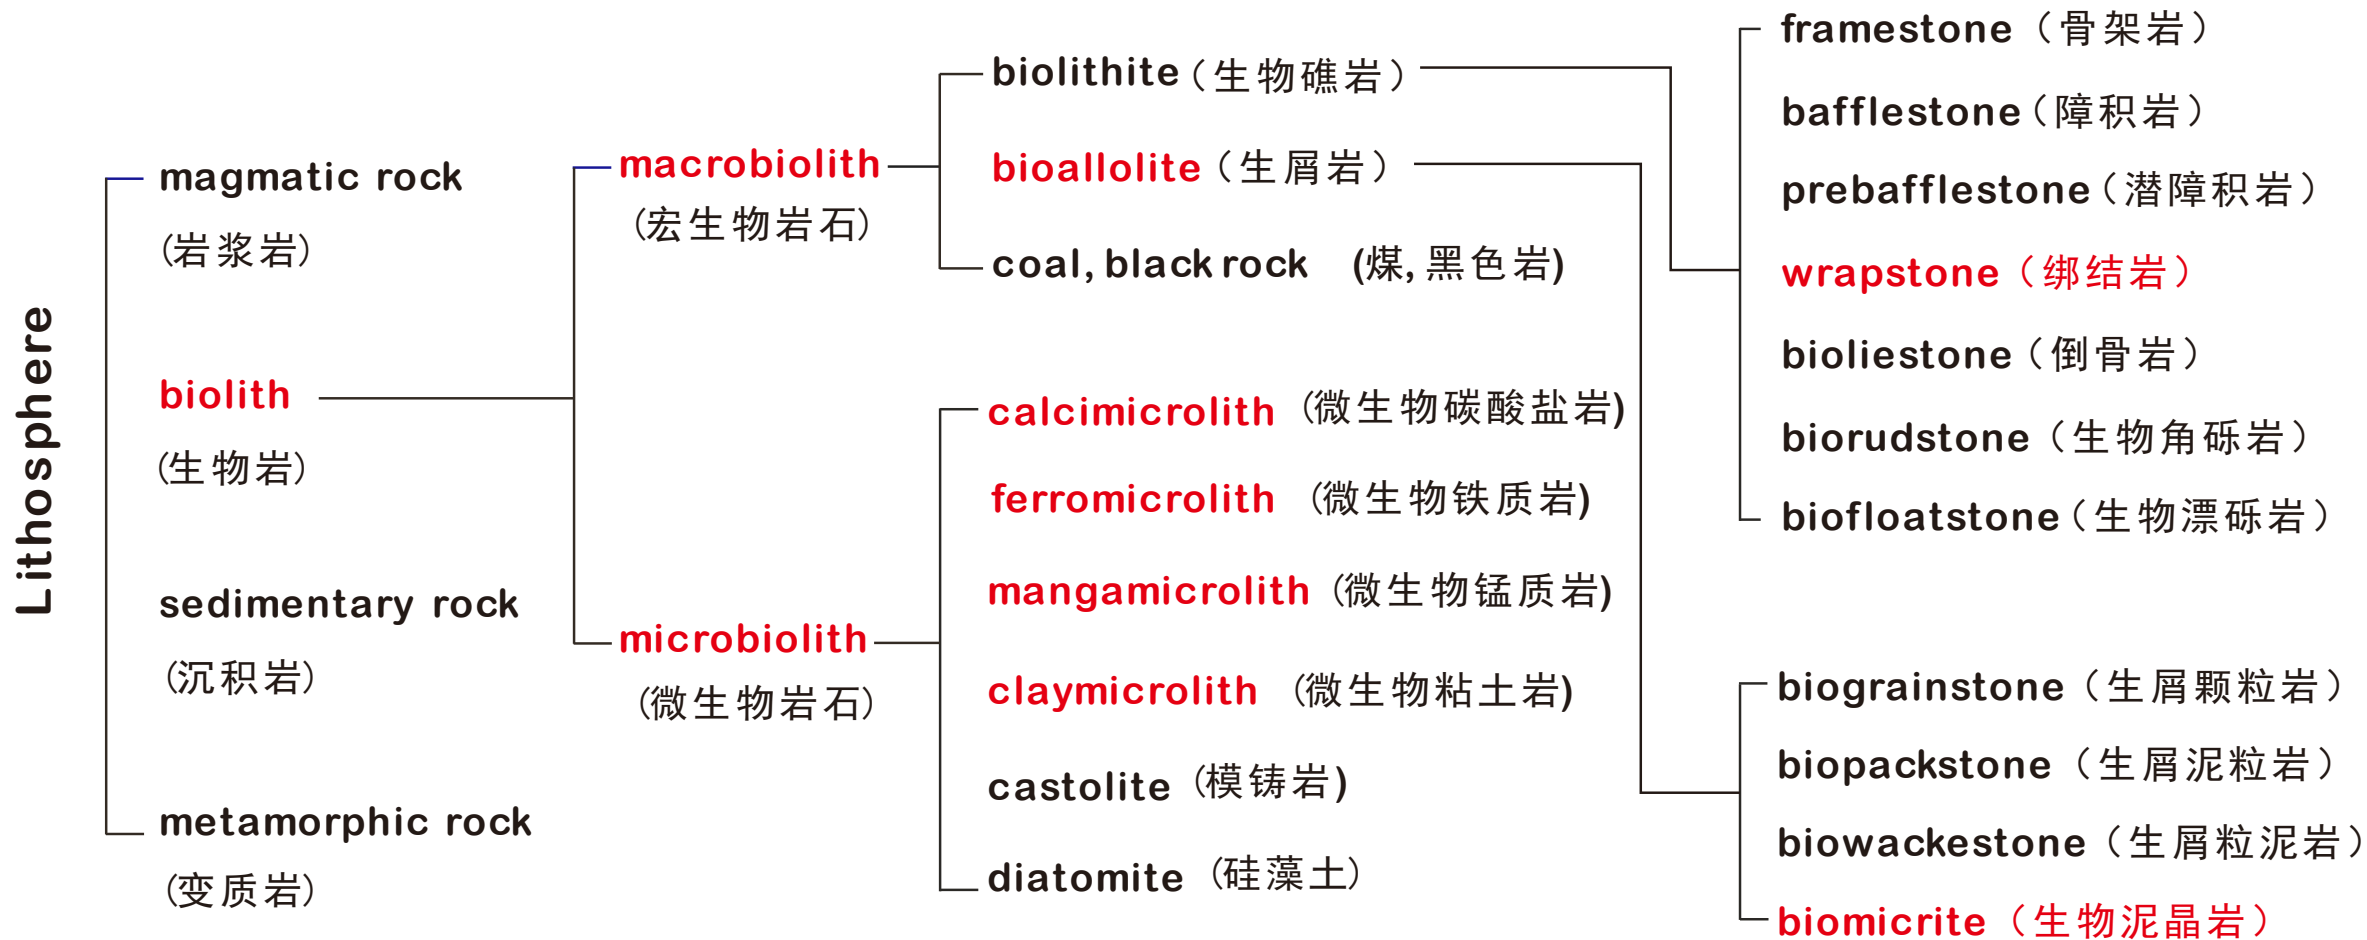 Lithosphere
magmatic rock
(岩浆岩)
biolith
(生物岩)
sedimentary rock
(沉积岩)
metamorphic rock
(变质岩)
macrobiolith
(宏生物岩石)
microbiolith
(微生物岩石)
biolithite（生物礁岩）
bioallolite（生屑岩）
coal, black rock (煤, 黑色岩)
calcimicrolith (微生物碳酸盐岩)
ferromicrolith (微生物铁质岩)
mangamicrolith (微生物锰质岩)
claymicrolith (微生物粘土岩)
castolite (模铸岩)
diatomite (硅藻土)
framestone（骨架岩）
bafflestone（障积岩）
prebafflestone（潜障积岩）
wrapstone（绑结岩）
bioliestone（倒骨岩）
biorudstone（生物角砾岩）
biofloatstone（生物漂砾岩）
biograinstone（生屑颗粒岩）
biopackstone（生屑泥粒岩）
biowackestone（生屑粒泥岩）
biomicrite（生物泥晶岩）